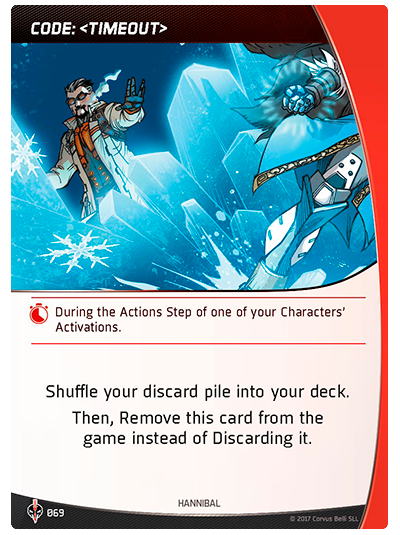 CODE: <TIMEOUT>
During the Actions Step of one of your Characters'
Activations.
Shuffle your discard pile into your deck.
Then, Remove this card from the
game instead of Discarding it.
HANNIBAL
069
© 2017 Corvus Belli SLL